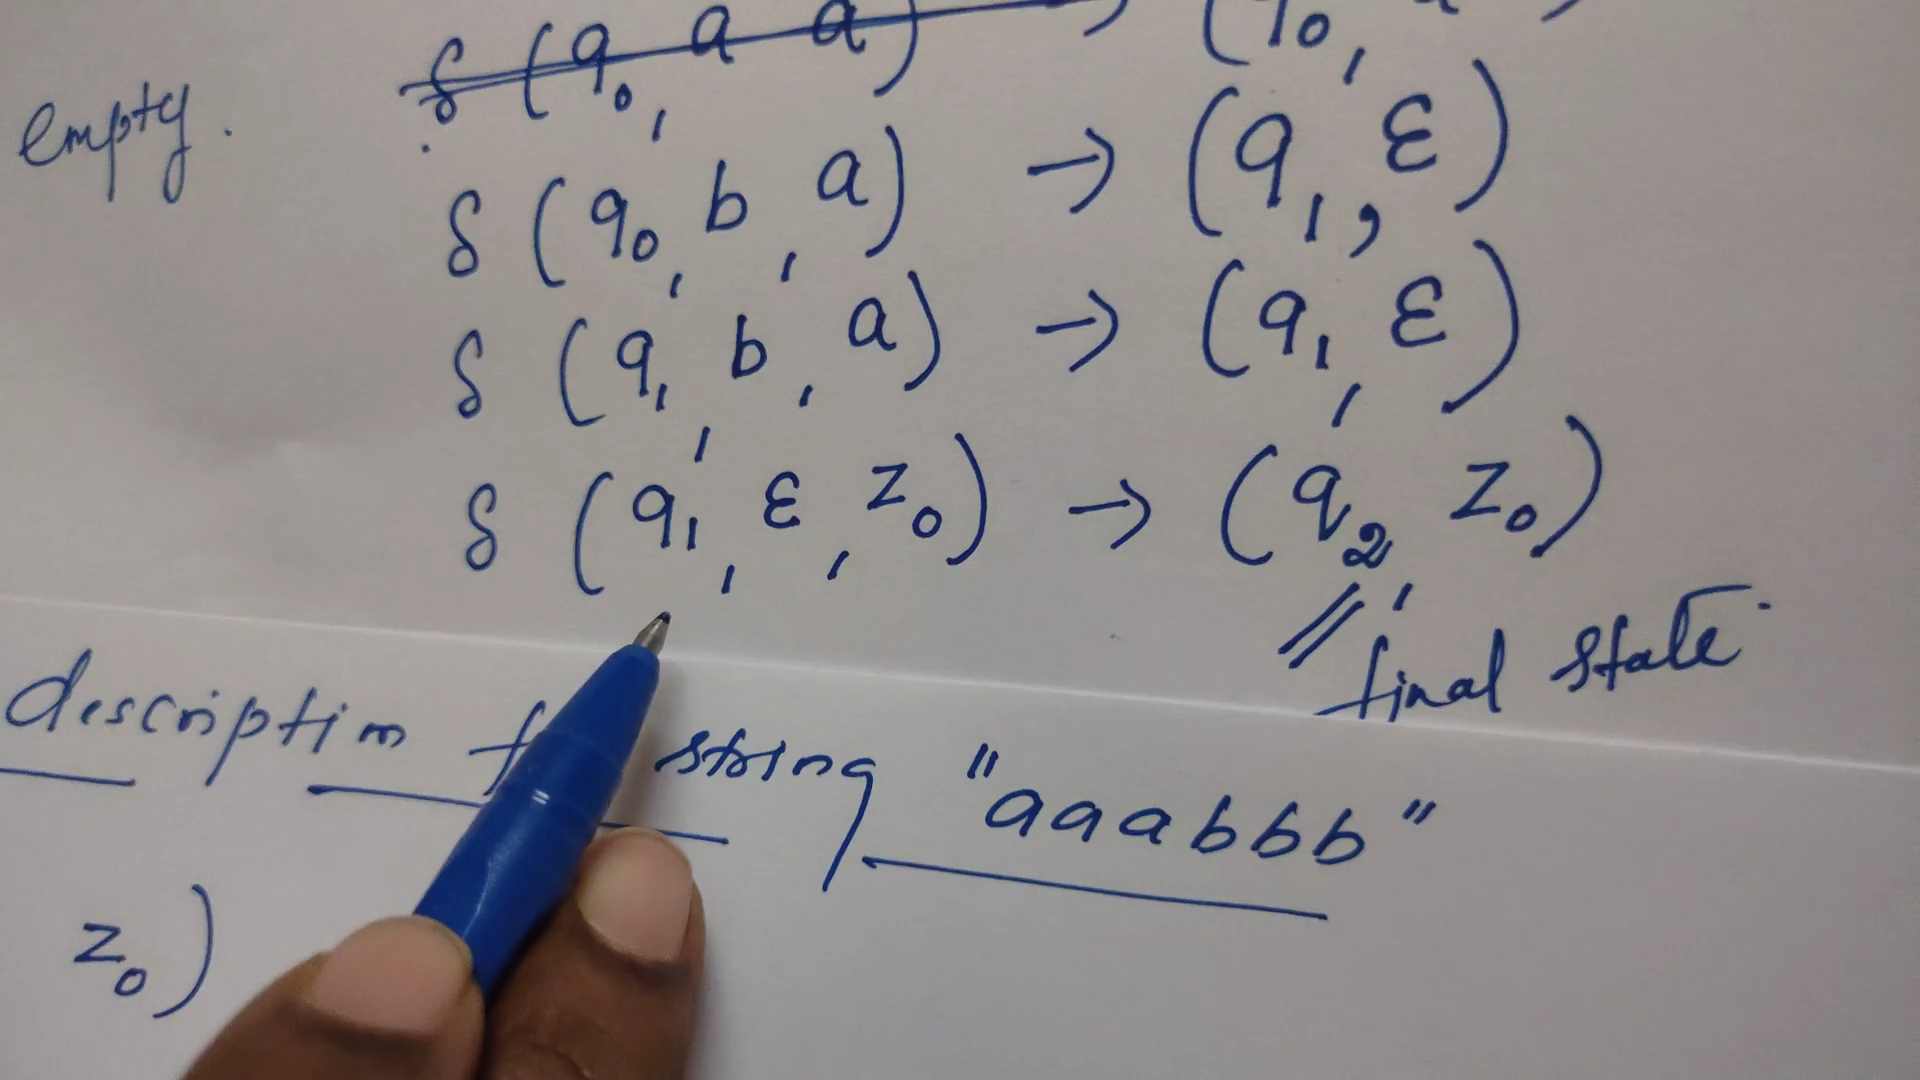 empty.
δ (q₀, a a) (q₀,
δ (q₀, b, a) → (q₁, ε)
δ (q₁, b, a) → (q₁, ε)
δ (q₁, ε, z₀) → (q₂, z₀)
final state.
description string "aaabbb"
z₀)